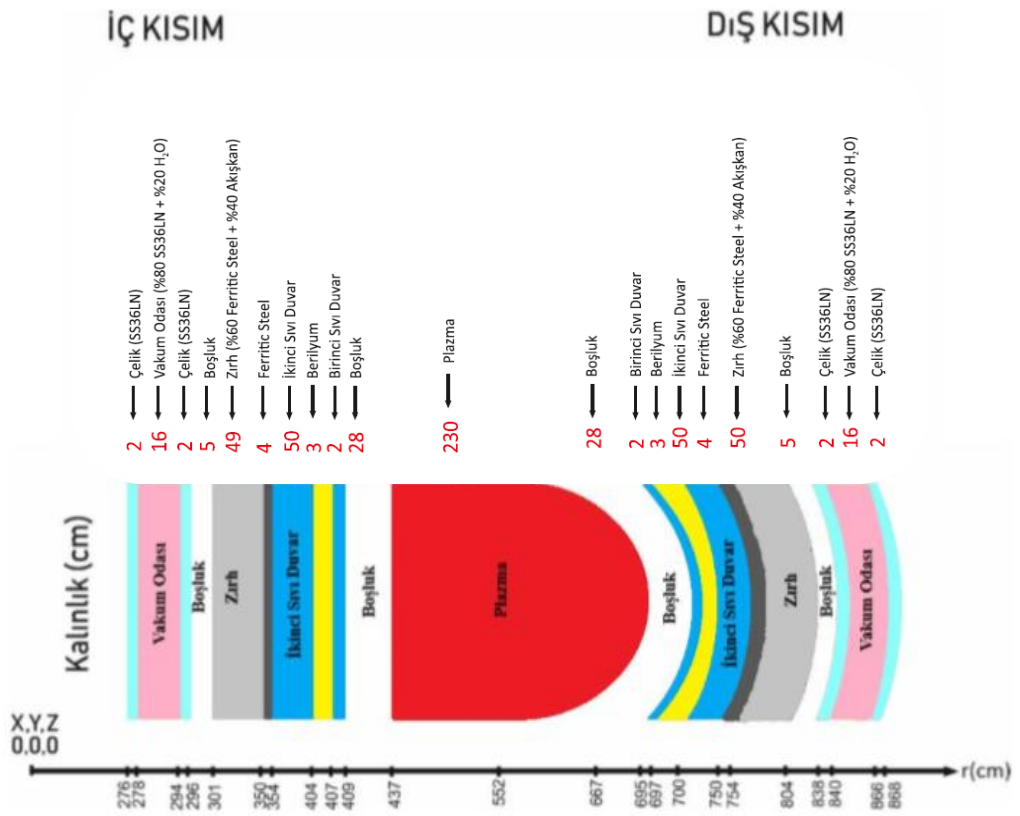 İÇ KISIM
DIŞ KISIM
Çelik (SS36LN)
Vakum Odası (%80 SS36LN + %20 H₂O)
Çelik (SS36LN)
Boşluk
Zırh (%60 Ferritic Steel + %40 Akışkan)
Ferritic Steel
İkinci Sıvı Duvar
Berilyum
Birinci Sıvı Duvar
Boşluk
Plazma
Boşluk
Birinci Sıvı Duvar
Berilyum
İkinci Sıvı Duvar
Ferritic Steel
Zırh (%60 Ferritic Steel + %40 Akışkan)
Boşluk
Çelik (SS36LN)
Vakum Odası (%80 SS36LN + %20 H₂O)
Çelik (SS36LN)
2
16
2
5
49
4
50
3
2
28
230
28
2
3
50
4
50
5
2
16
2
Kalınlık (cm)
Vakum Odası
Boşluk
Zırh
İkinci Sıvı Duvar
Boşluk
Plazma
Boşluk
İkinci Sıvı Duvar
Zırh
Boşluk
Vakum Odası
X,Y,Z
0,0,0
276
278
294
296
301
350
354
404
407
409
437
552
667
695
697
700
750
754
804
838
840
866
868
r(cm)